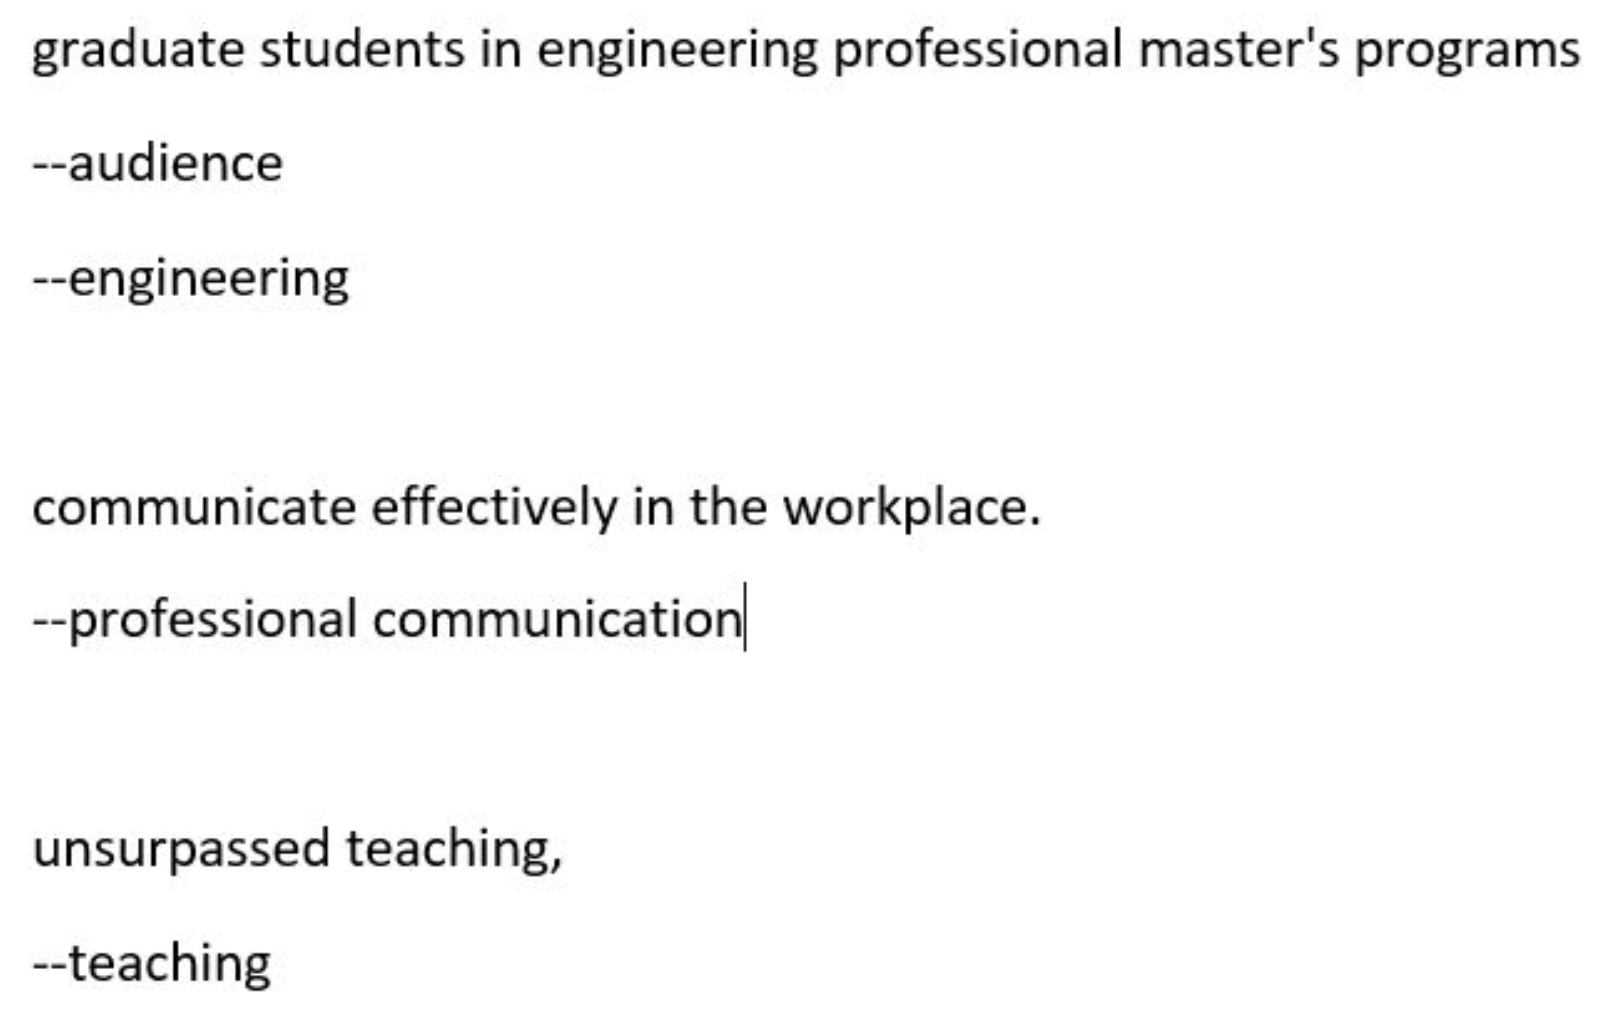 graduate students in engineering professional master's programs
--audience
--engineering
communicate effectively in the workplace.
--professional communication
unsurpassed teaching,
--teaching